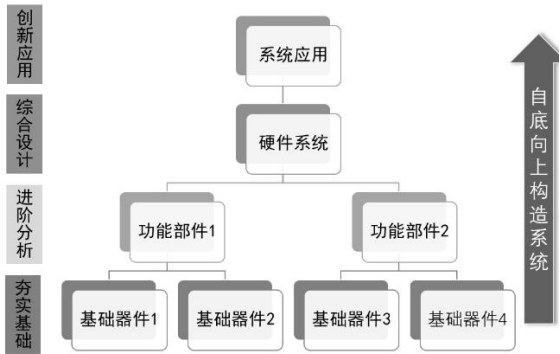 创新应用
系统应用
综合设计
硬件系统
进阶分析
功能部件1
功能部件2
夯实基础
基础器件1
基础器件2
基础器件3
基础器件4
自底向上构造系统